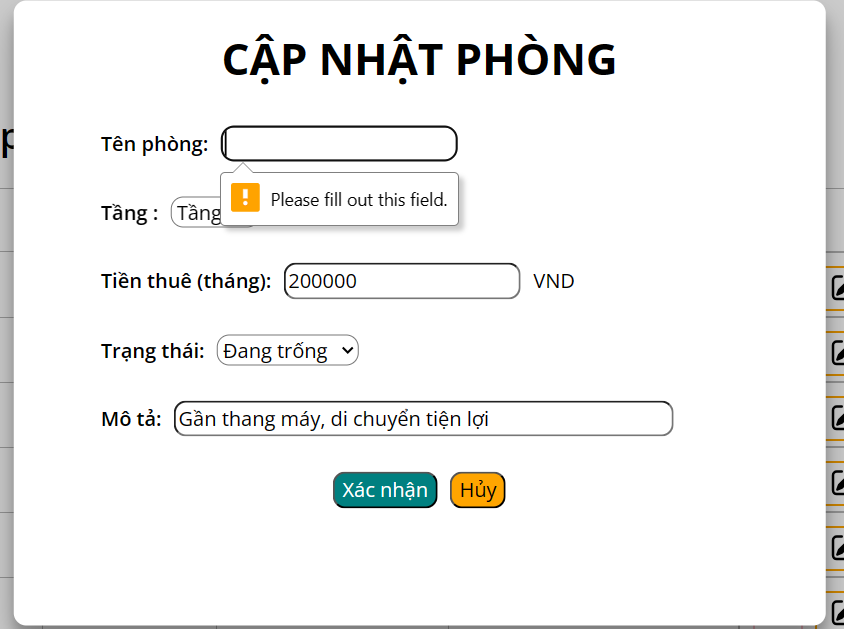 CẬP NHẬT PHÒNG
Tên phòng:
! Please fill out this field.
Tầng : Tầng
Tiền thuê (tháng): 200000 VND
Trạng thái: Đang trống
Mô tả: Gần thang máy, di chuyển tiện lợi
Xác nhận Hủy